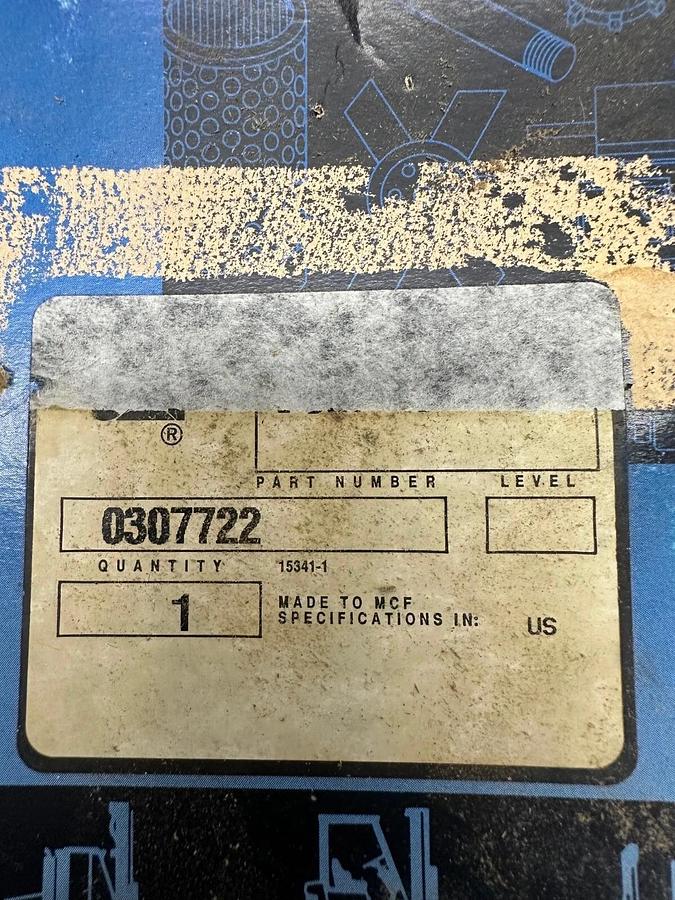 ®
PART NUMBER LEVEL
0307722
QUANTITY 15341-1
1 MADE TO MCF
SPECIFICATIONS IN: US